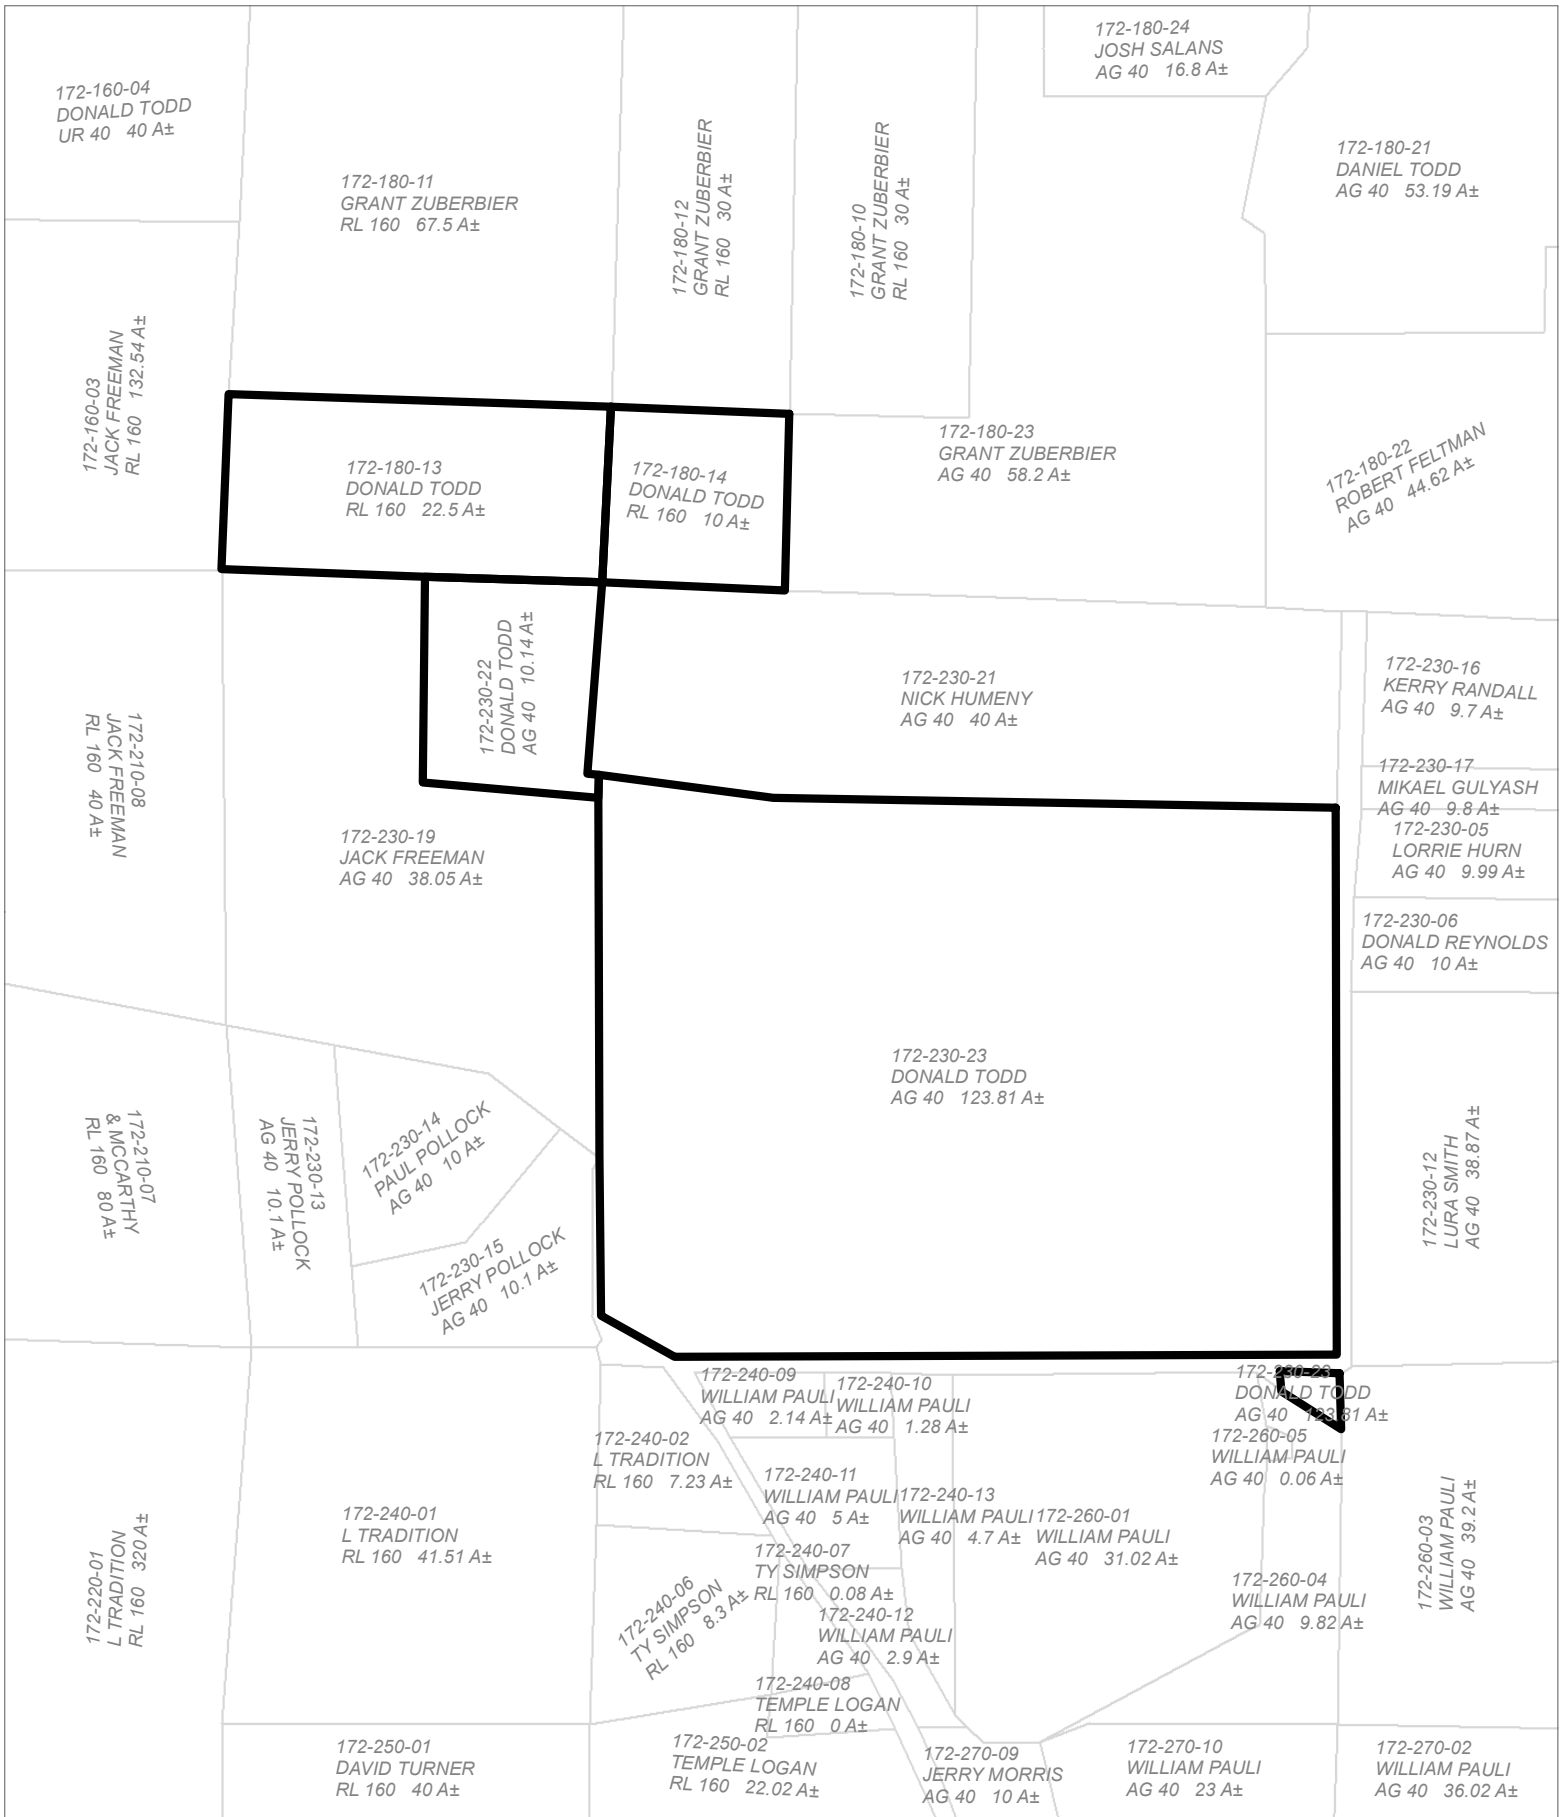 172-180-24
JOSH SALANS
AG 40 16.8 A±
172-160-04
DONALD TODD
UR 40 40 A±
172-180-11
GRANT ZUBERBIER
RL 160 67.5 A±
172-180-12
GRANT ZUBERBIER
RL 160 30 A±
172-180-10
GRANT ZUBERBIER
RL 160 30 A±
172-180-21
DANIEL TODD
AG 40 53.19 A±
172-160-03
JACK FREEMAN
RL 160 132.54 A±
172-180-13
DONALD TODD
RL 160 22.5 A±
172-180-14
DONALD TODD
RL 160 10 A±
172-180-23
GRANT ZUBERBIER
AG 40 58.2 A±
172-180-22
ROBERT FELTMAN
AG 40 44.62 A±
172-230-22
DONALD TODD
AG 40 10.14 A±
172-230-21
NICK HUMENY
AG 40 40 A±
172-230-16
KERRY RANDALL
AG 40 9.7 A±
172-210-08
JACK FREEMAN
RL 160 40 A±
172-230-17
MIKAEL GULYASH
AG 40 9.8 A±
172-230-19
JACK FREEMAN
AG 40 38.05 A±
172-230-05
LORRIE HURN
AG 40 9.99 A±
172-230-06
DONALD REYNOLDS
AG 40 10 A±
172-230-23
DONALD TODD
AG 40 123.81 A±
172-210-07
& MCCARTHY
RL 160 80 A±
172-230-13
JERRY POLLOCK
AG 40 10.1 A±
172-230-14
PAUL POLLOCK
AG 40 10 A±
172-230-12
LURA SMITH
AG 40 38.87 A±
172-230-15
JERRY POLLOCK
AG 40 10.1 A±
172-240-09
WILLIAM PAULI
AG 40 2.14 A±
172-240-10
WILLIAM PAULI
AG 40 1.28 A±
172-230-23
DONALD TODD
AG 40 123.81 A±
172-240-02
L TRADITION
RL 160 7.23 A±
172-260-05
WILLIAM PAULI
AG 40 0.06 A±
172-240-11
WILLIAM PAULI
AG 40 5 A±
172-240-13
WILLIAM PAULI
AG 40 4.7 A±
172-260-01
WILLIAM PAULI
AG 40 31.02 A±
172-260-03
WILLIAM PAULI
AG 40 39.2 A±
172-220-01
L TRADITION
RL 160 320 A±
172-240-01
L TRADITION
RL 160 41.51 A±
172-240-07
TY SIMPSON
RL 160 0.08 A±
172-240-06
TY SIMPSON
RL 160 8.3 A±
172-260-04
WILLIAM PAULI
AG 40 9.82 A±
172-240-12
WILLIAM PAULI
AG 40 2.9 A±
172-240-08
TEMPLE LOGAN
RL 160 0 A±
172-250-01
DAVID TURNER
RL 160 40 A±
172-250-02
TEMPLE LOGAN
RL 160 22.02 A±
172-270-09
JERRY MORRIS
AG 40 10 A±
172-270-10
WILLIAM PAULI
AG 40 23 A±
172-270-02
WILLIAM PAULI
AG 40 36.02 A±